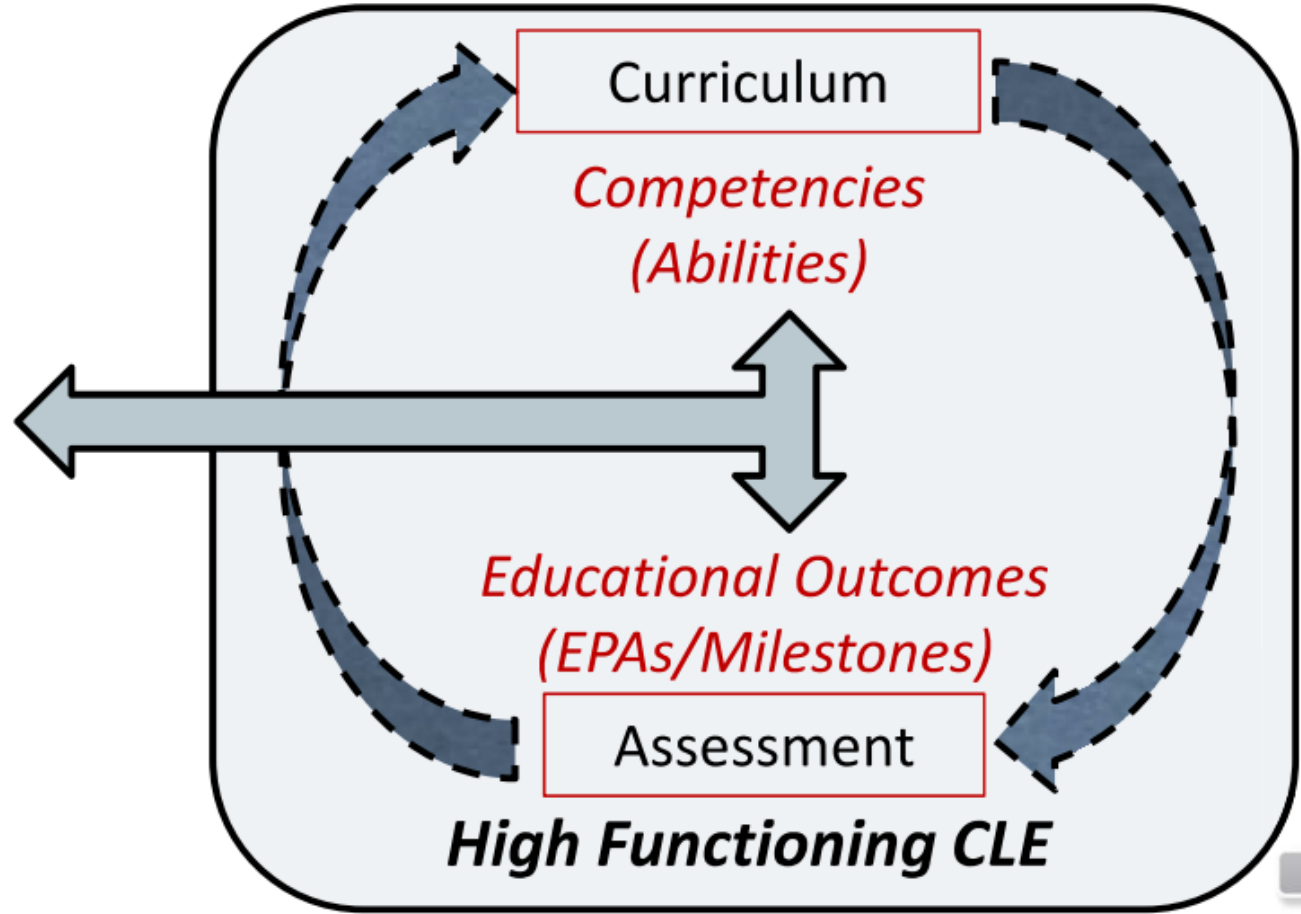 Curriculum
Competencies
(Abilities)
Educational Outcomes
(EPAs/Milestones)
Assessment
High Functioning CLE